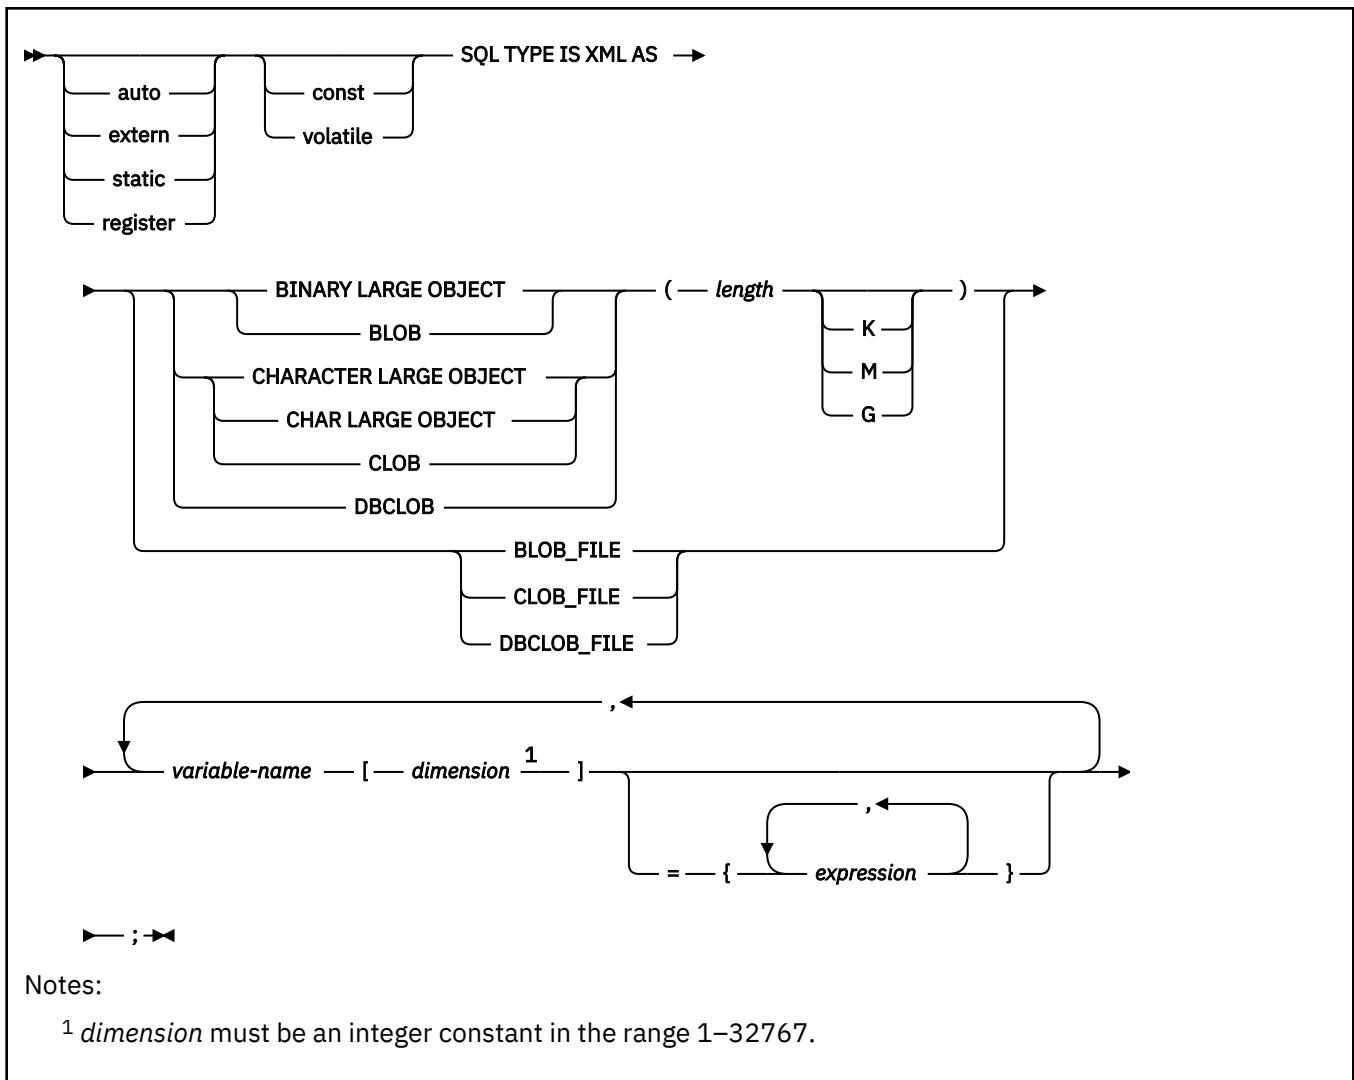 SQL TYPE IS XML AS
auto const
extern volatile
static
register
BINARY LARGE OBJECT ( length )
BLOB K
CHARACTER LARGE OBJECT M
CHAR LARGE OBJECT G
CLOB
DBCLOB
BLOB_FILE
CLOB_FILE
DBCLOB_FILE
,
variable-name [ dimension 1 ]
,
= { expression }
;
Notes:
1 dimension must be an integer constant in the range 1–32767.